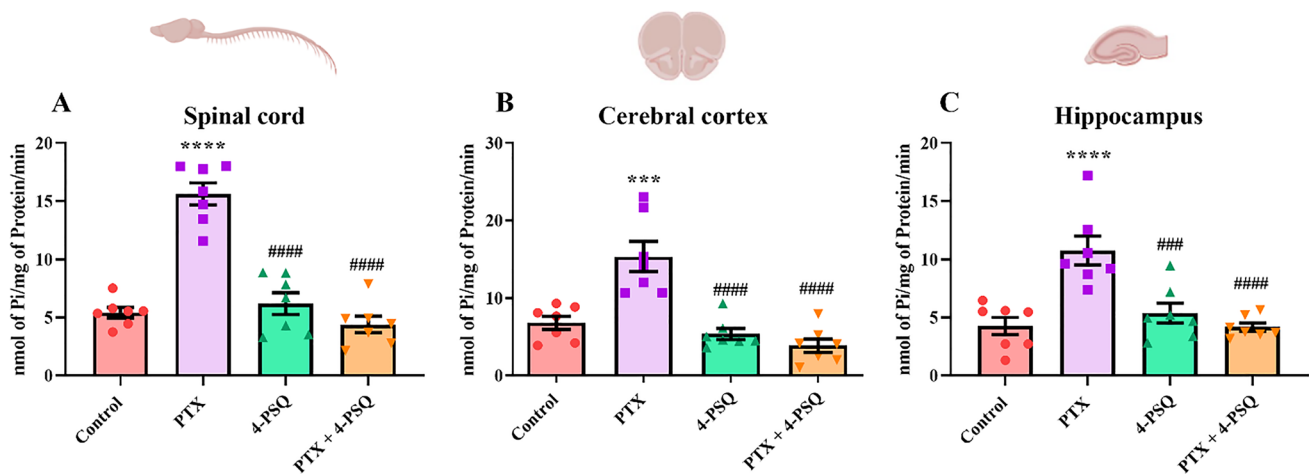 A
Spinal cord
nmol of Pi/mg of Protein/min
20
15
10
5
0
****
####
####
Control
PTX
4-PSQ
PTX + 4-PSQ
B
Cerebral cortex
nmol of Pi/mg of Protein/min
30
20
10
0
***
####
####
Control
PTX
4-PSQ
PTX + 4-PSQ
C
Hippocampus
nmol of Pi/mg of Protein/min
20
15
10
5
0
****
###
####
Control
PTX
4-PSQ
PTX + 4-PSQ